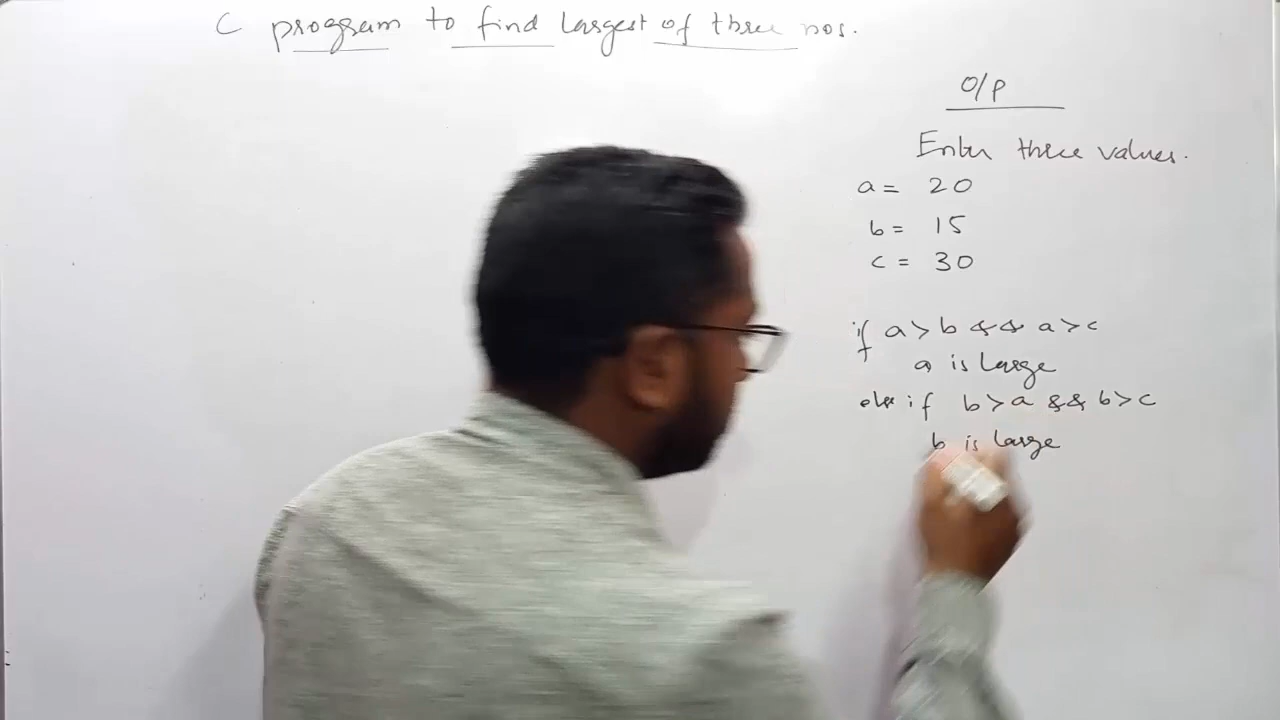 C program to find largest of three nos.
O/P
Enter three values.
a = 20
b = 15
c = 30
if a > b && a > c
a is large
else if b > a && b > c
b is large